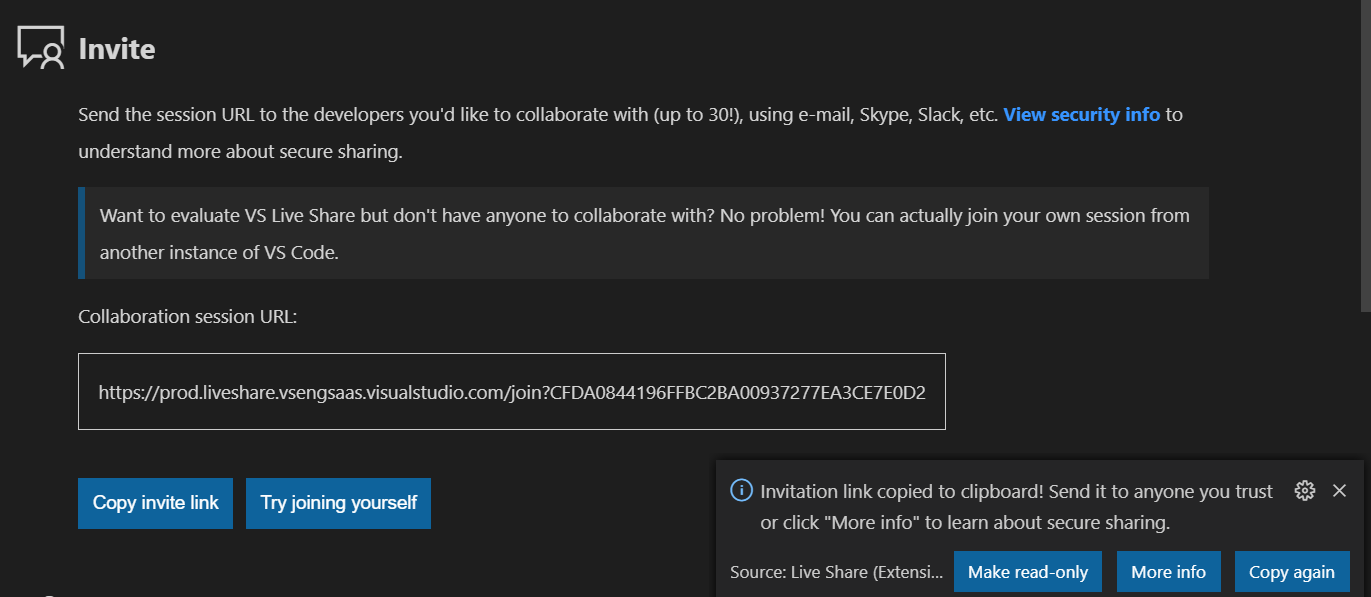 Invite
Send the session URL to the developers you'd like to collaborate with (up to 30!), using e-mail, Skype, Slack, etc. View security info to
understand more about secure sharing.
Want to evaluate VS Live Share but don't have anyone to collaborate with? No problem! You can actually join your own session from
another instance of VS Code.
Collaboration session URL:
https://prod.liveshare.vsengsaas.visualstudio.com/join?CFDA0844196FFBC2BA00937277EA3CE7E0D2
Copy invite link Try joining yourself
Invitation link copied to clipboard! Send it to anyone you trust
or click "More info" to learn about secure sharing.
Source: Live Share (Extensi... Make read-only More info Copy again